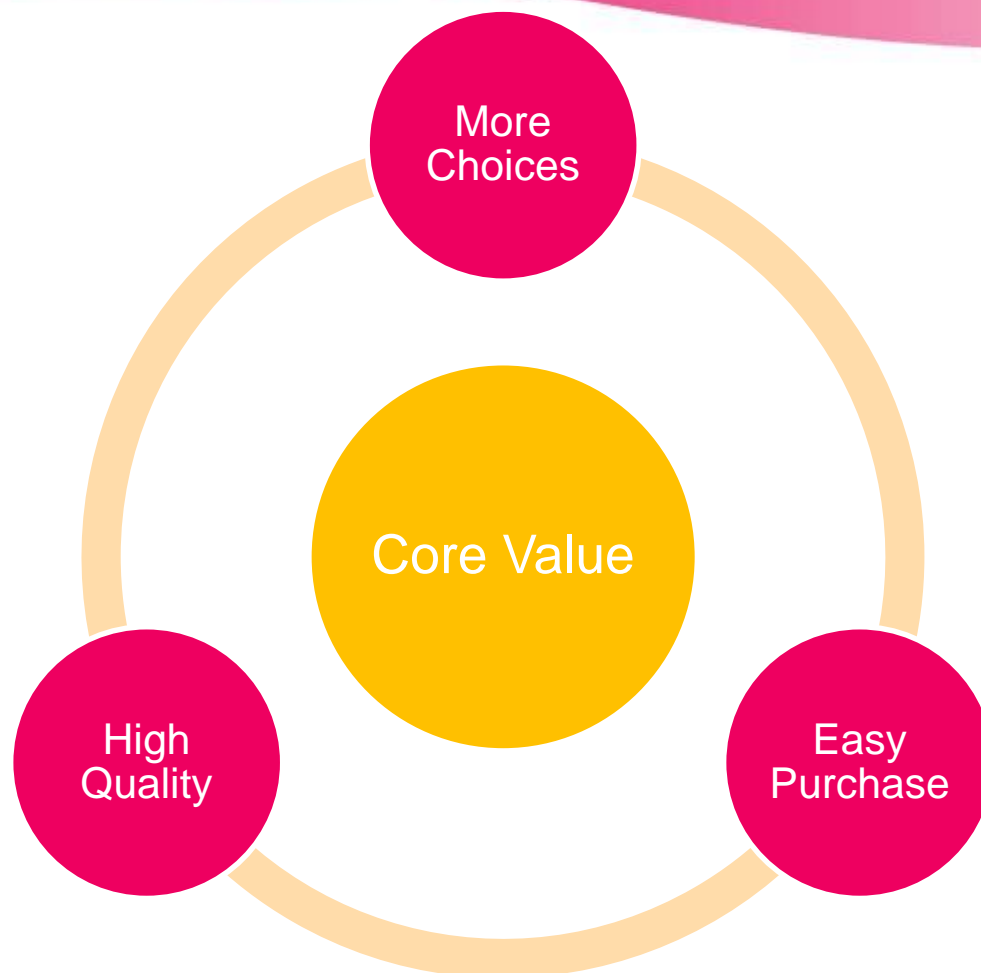 More
Choices
Core Value
High
Quality
Easy
Purchase